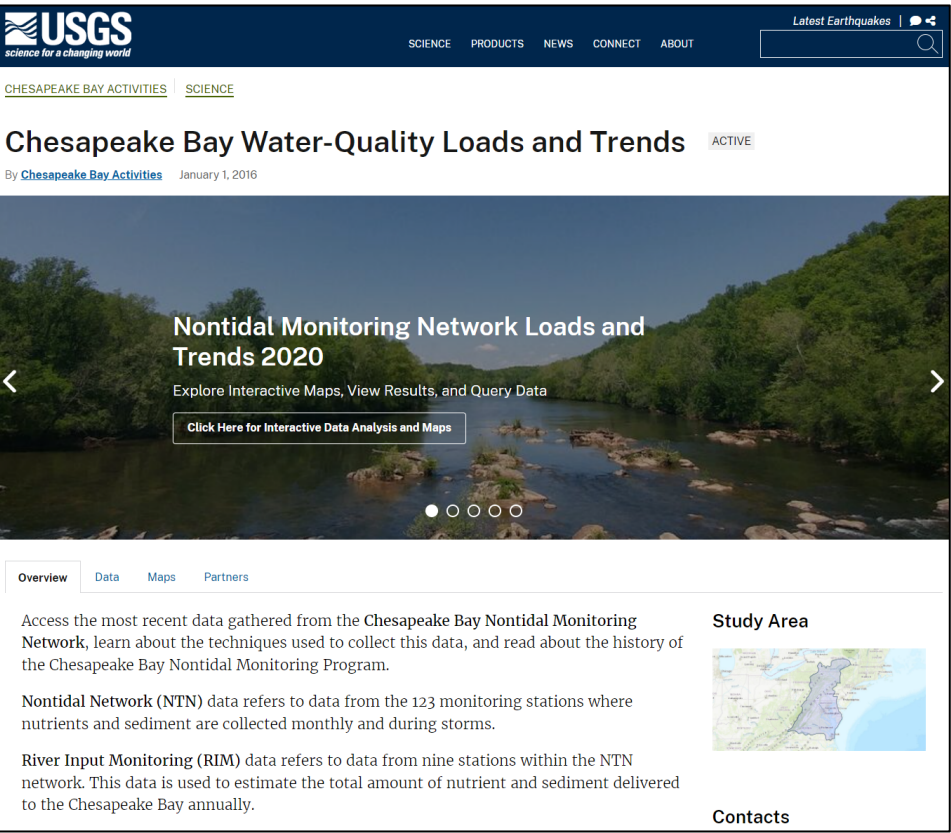 USGS
science for a changing world
Latest Earthquakes |
SCIENCE PRODUCTS NEWS CONNECT ABOUT
CHESAPEAKE BAY ACTIVITIES SCIENCE
Chesapeake Bay Water-Quality Loads and Trends ACTIVE
By Chesapeake Bay Activities January 1, 2016
Nontidal Monitoring Network Loads and
Trends 2020
Explore Interactive Maps, View Results, and Query Data
Click Here for Interactive Data Analysis and Maps
Overview Data Maps Partners
Access the most recent data gathered from the Chesapeake Bay Nontidal Monitoring
Network, learn about the techniques used to collect this data, and read about the history of
the Chesapeake Bay Nontidal Monitoring Program.
Nontidal Network (NTN) data refers to data from the 123 monitoring stations where
nutrients and sediment are collected monthly and during storms.
River Input Monitoring (RIM) data refers to data from nine stations within the NTN
network. This data is used to estimate the total amount of nutrient and sediment delivered
to the Chesapeake Bay annually.
Study Area
Contacts